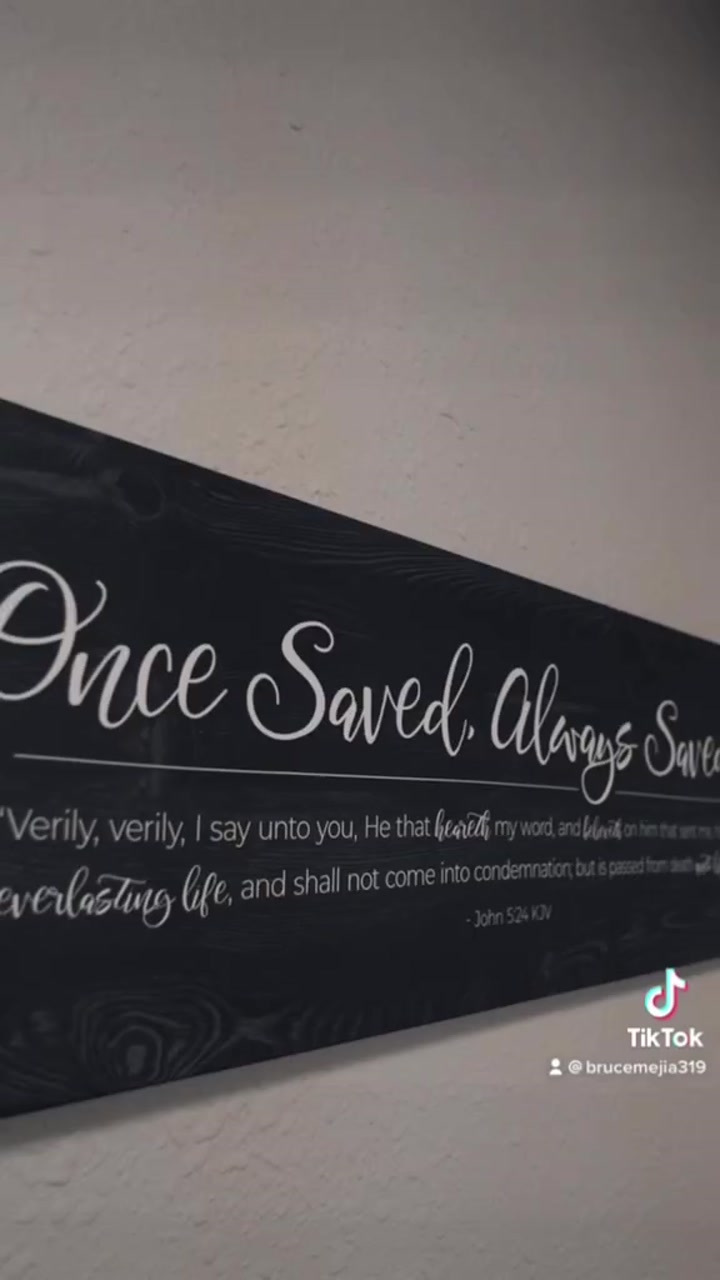 Once Saved, Always Saved
"Verily, verily, I say unto you, He that heareth my word, and believeth on him that sent me,
everlasting life, and shall not come into condemnation; but is passed from death
- John 5:24 KJV
TikTok
@brucemejia319